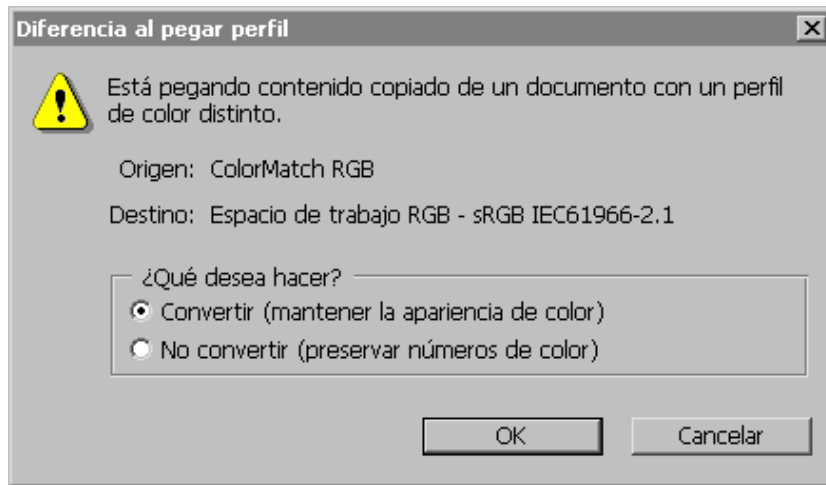 Diferencia al pegar perfil
Está pegando contenido copiado de un documento con un perfil
de color distinto.
Origen: ColorMatch RGB
Destino: Espacio de trabajo RGB - sRGB IEC61966-2.1
¿Qué desea hacer?
Convertir (mantener la apariencia de color)
No convertir (preservar números de color)
OK Cancelar